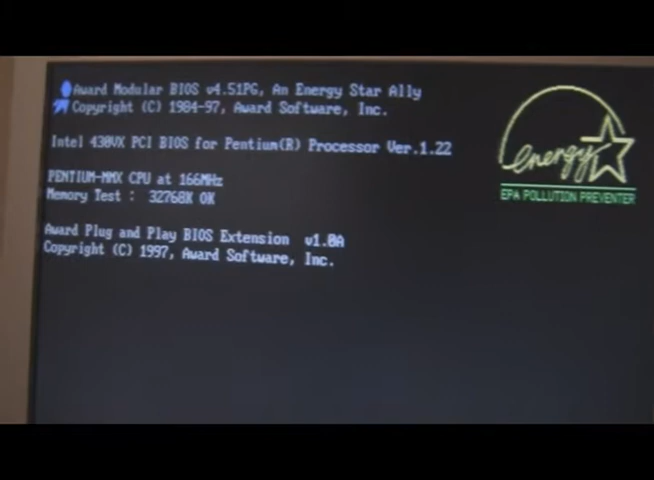 Award Modular BIOS v4.51PG, An Energy Star Ally
Copyright (C) 1984-97, Award Software, Inc.
Intel 430VX PCI BIOS for Pentium(R) Processor Ver.1.22
PENTIUM-MMX CPU at 166MHz
Memory Test :  32768K OK
Award Plug and Play BIOS Extension  v1.0A
Copyright (C) 1997, Award Software, Inc.
energy
EPA POLLUTION PREVENTER